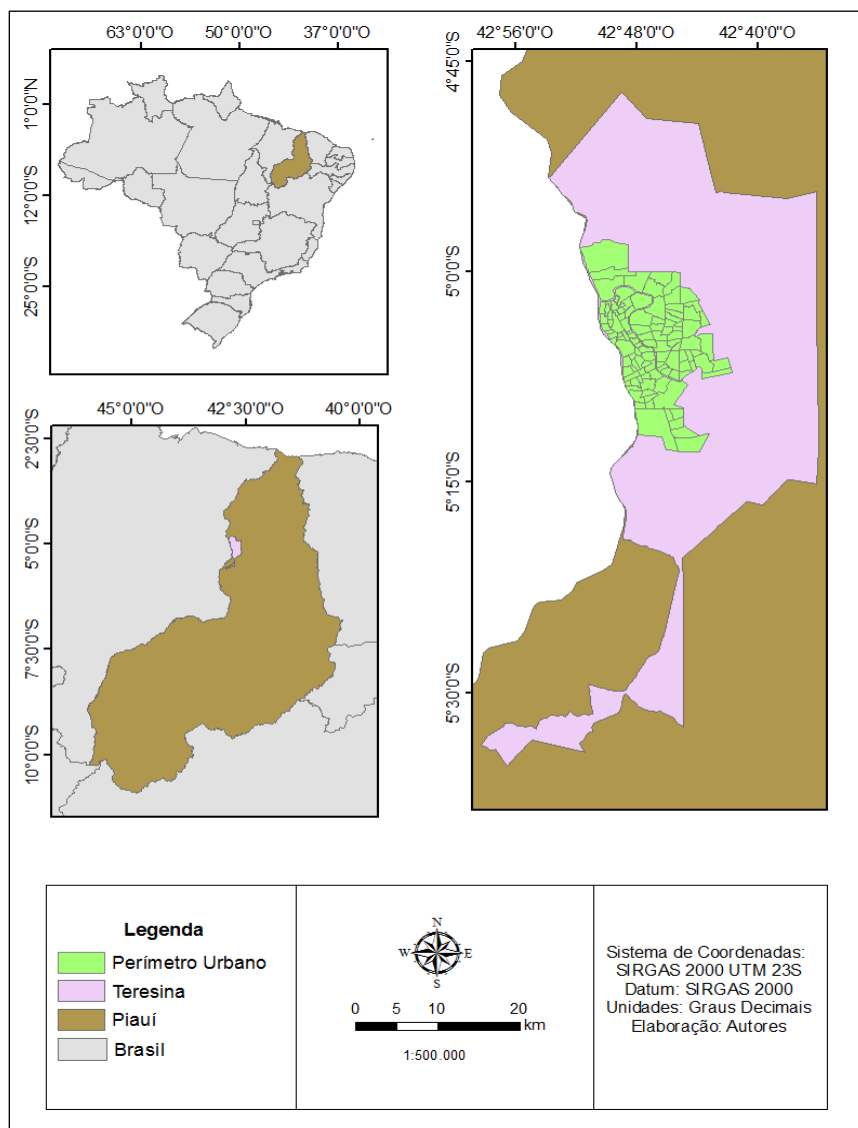 63°0'0"O 50°0'0"O 37°0'0"O
1°0'0"N
12°0'0"S
25°0'0"S
42°56'0"O 42°48'0"O 42°40'0"O
4°45'0"S
5°0'0"S
5°15'0"S
5°30'0"S
45°0'0"O 42°30'0"O 40°0'0"O
2°30'0"S
5°0'0"S
7°30'0"S
10°0'0"S
Legenda
Perímetro Urbano
Teresina
Piauí
Brasil
N
W E
S
0 5 10 20
km
1:500.000
Sistema de Coordenadas:
SIRGAS 2000 UTM 23S
Datum: SIRGAS 2000
Unidades: Graus Decimais
Elaboração: Autores